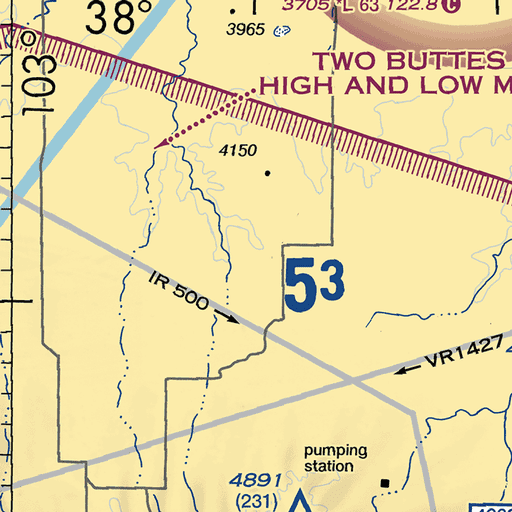 3705 *L 63 122.8 C
38°
3965
TWO BUTTES
HIGH AND LOW M
103
4150
53
IR 500
VR1427
pumping
station
4891
(231)